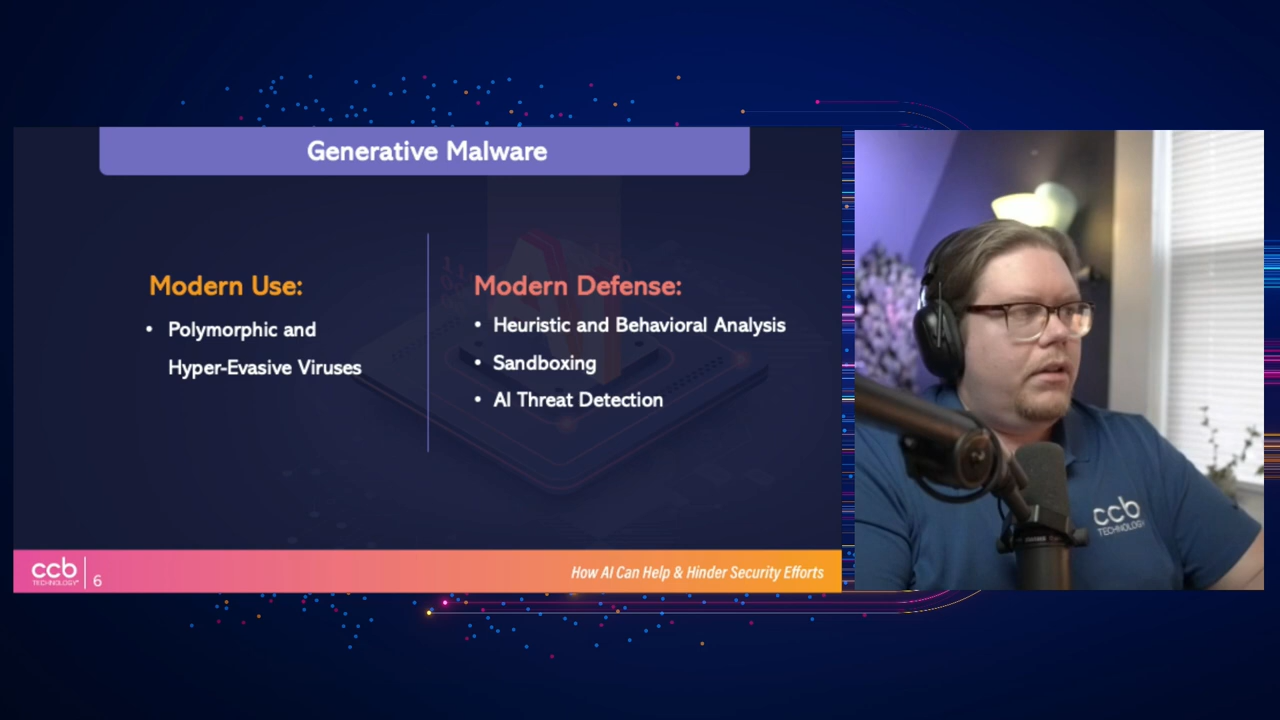 Generative Malware
Modern Use:
• Polymorphic and
Hyper-Evasive Viruses
Modern Defense:
• Heuristic and Behavioral Analysis
• Sandboxing
• AI Threat Detection
ccb
TECHNOLOGY
6
How AI Can Help & Hinder Security Efforts
ccb
TECHNOLOGY